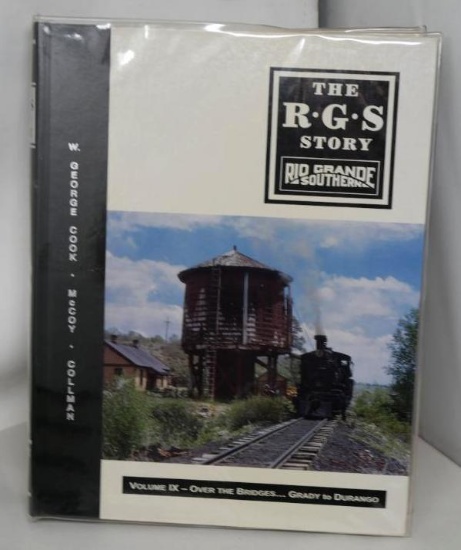 THE
R·G·S
STORY
RIO GRANDE
SOUTHERN
W. GEORGE COOK · McCOY · COLLMAN
VOLUME IX – OVER THE BRIDGES.... GRADY to DURANGO